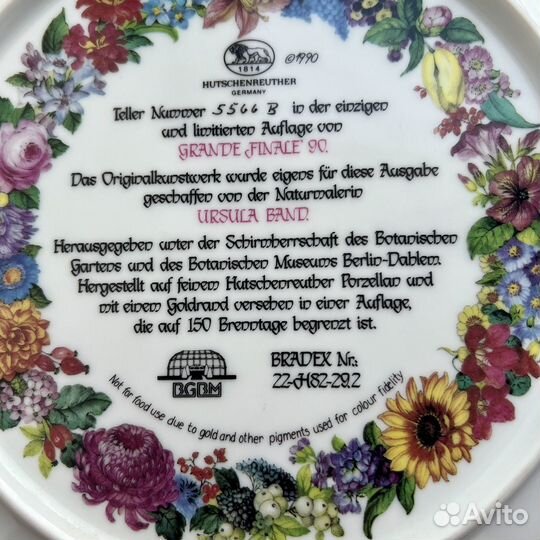 1814
©1990
HUTSCHENREUTHER
GERMANY
Teller Nummer 5566 B in der einzigen
und limitierten Auflage von
GRANDE FINALE '90.
Das Originalkunstwerk wurde eigens für diese Ausgabe
geschaffen von der Naturmalerin
URSULA BAND.
Herausgegeben unter der Schirmherrschaft des Botanischen
Gartens und des Botanischen Museums Berlin-Dahlem.
Hergestellt auf feinem Hutschenreuther Porzellan und
mit einem Goldrand versehen in einer Auflage,
die auf 150 Brenntage begrenzt ist.
BGBM
BRADEX Nr.:
22-H82-29.2
Not for food use due to gold and other pigments used for colour fidelity
Avito